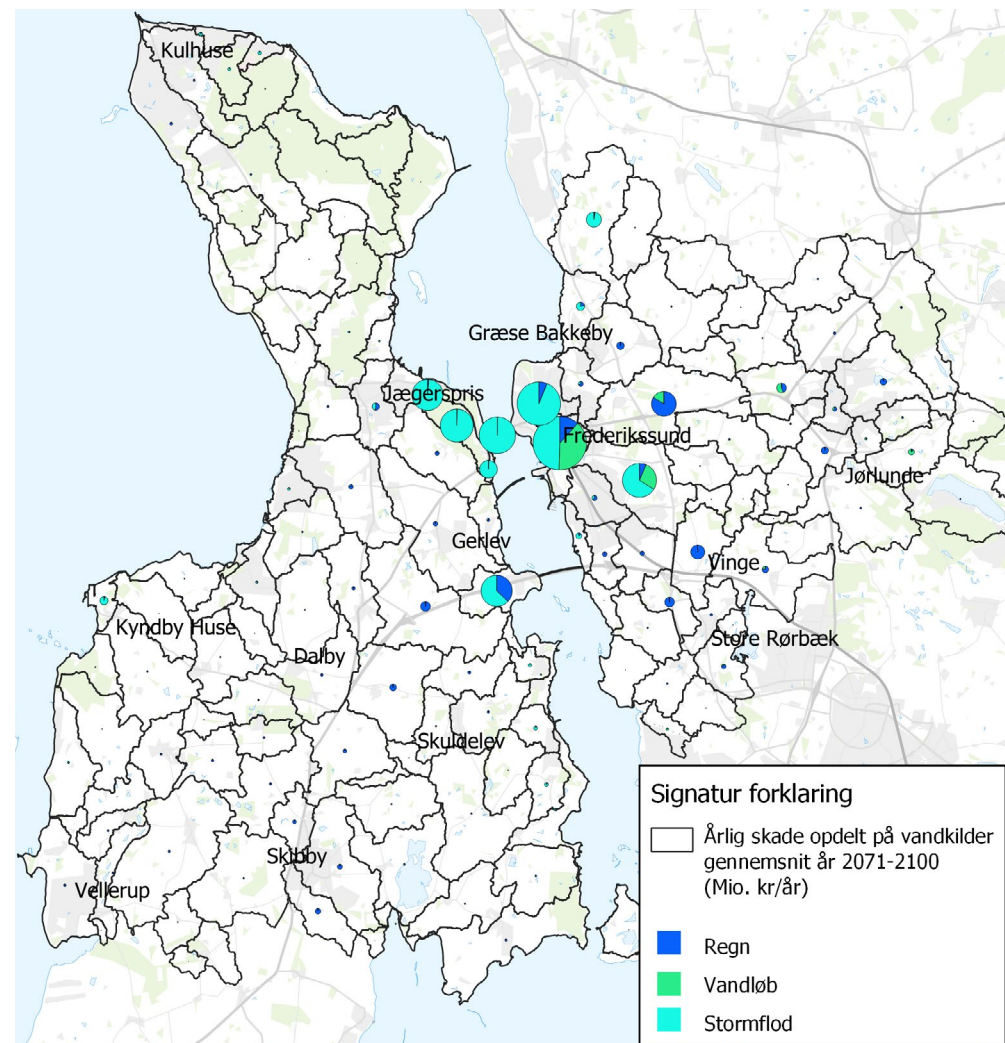 Kulhuse
Græse Bakkeby
Jægerspris
Frederikssund
Jørlunde
Gerlev
Vinge
Kyndby Huse
Store Rørbæk
Dalby
Skuldelev
Skibby
Vellerup
Signatur forklaring
Årlig skade opdelt på vandkilder
gennemsnit år 2071-2100
(Mio. kr/år)
Regn
Vandløb
Stormflod